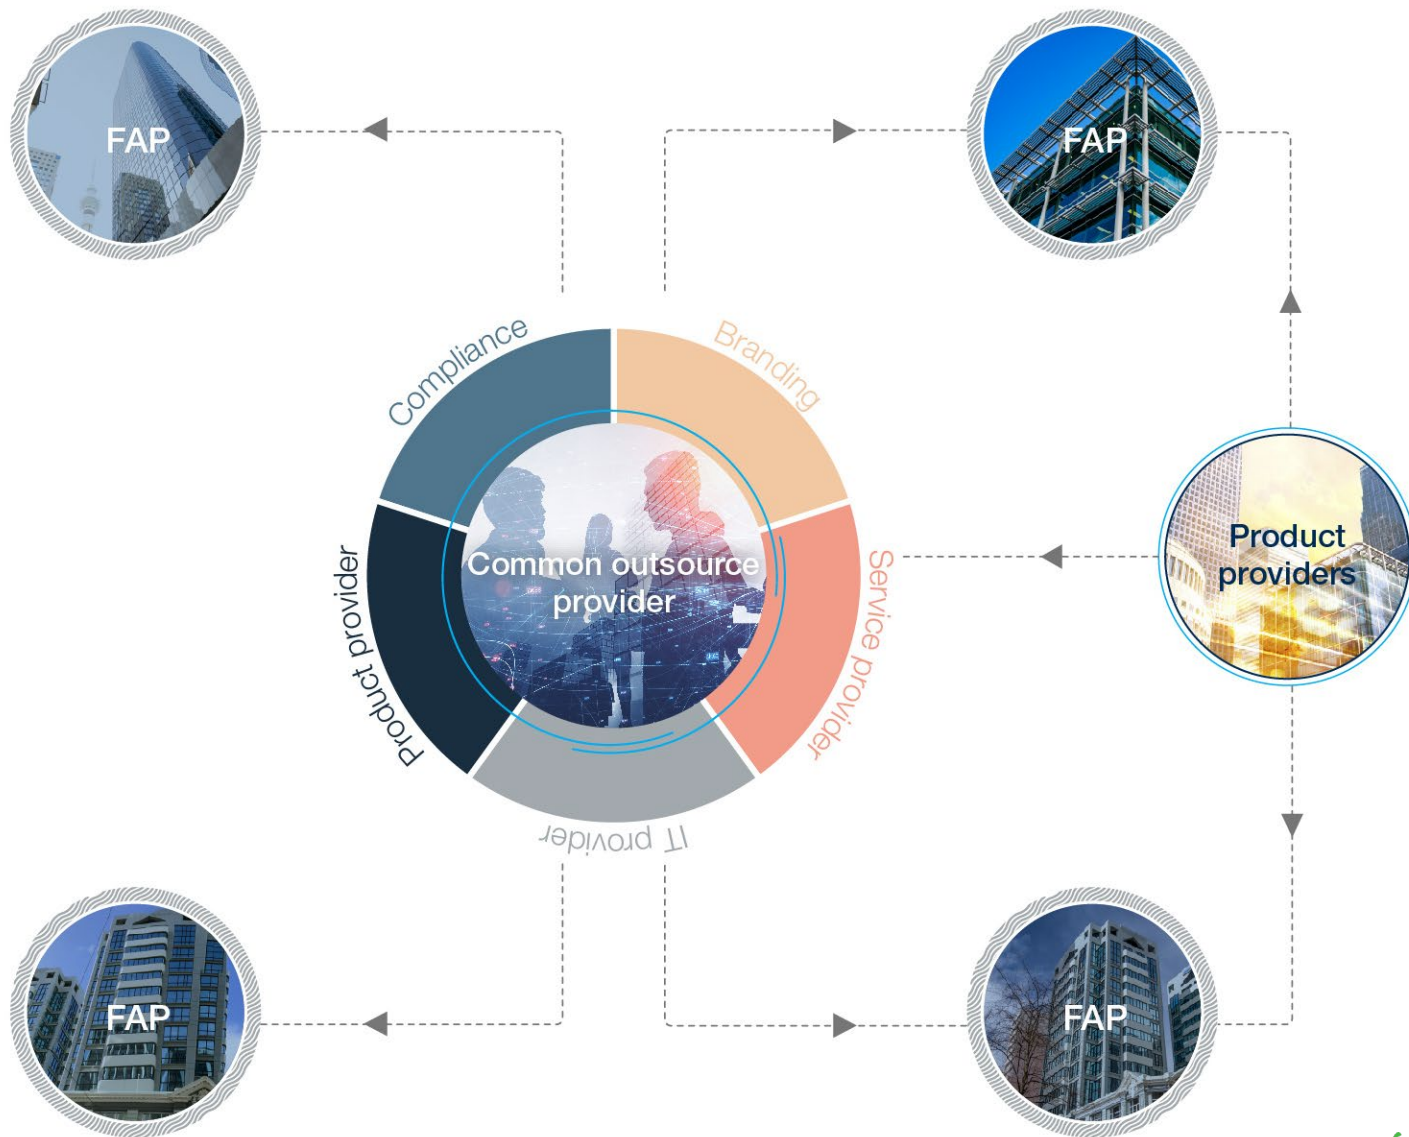 FAP
FAP
Compliance
Branding
Product
providers
Common outsource
provider
Product provider
Service provider
IT provider
FAP
FAP